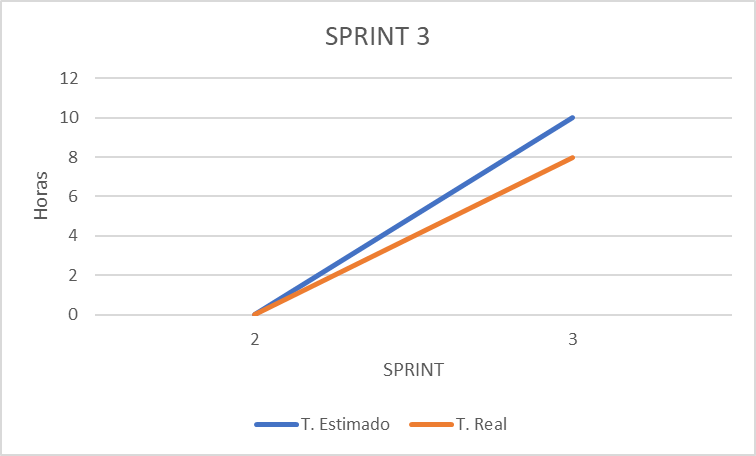 SPRINT 3
12
10
8
6
4
2
0
Horas
2 3
SPRINT
T. Estimado T. Real